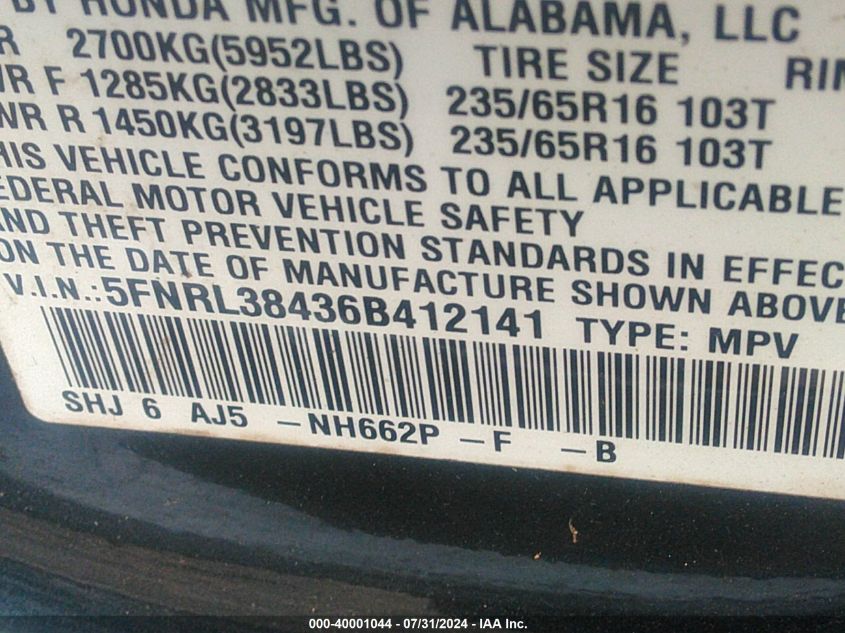 BY HONDA MFG. OF ALABAMA, LLC
R 2700KG(5952LBS) TIRE SIZE RIM
WR F 1285KG(2833LBS) 235/65R16 103T
WR R 1450KG(3197LBS) 235/65R16 103T
HIS VEHICLE CONFORMS TO ALL APPLICABLE
EDERAL MOTOR VEHICLE SAFETY
AND THEFT PREVENTION STANDARDS IN EFFEC
ON THE DATE OF MANUFACTURE SHOWN ABOVE
V.I.N.:5FNRL38436B412141 TYPE: MPV
SHJ 6 AJ5 -NH662P -F -B
000-40001044 - 07/31/2024 - IAA Inc.